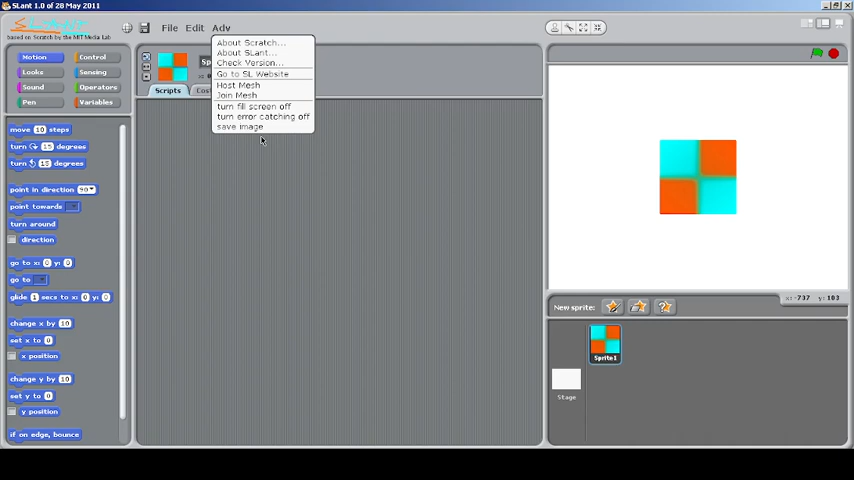 SLant 1.0 of 28 May 2011
SLANT
based on Scratch by the MIT Media Lab
File Edit Adv
About Scratch...
About SLant...
Check Version...
Go to SL Website
Host Mesh
Join Mesh
turn fill screen off
turn error catching off
save image
Motion
Control
Looks
Sensing
Sound
Operators
Pen
Variables
Scripts
move 10 steps
turn 15 degrees
turn 15 degrees
point in direction 90
point towards
turn around
direction
go to x: 0 y: 0
go to
glide 1 secs to x: 0 y: 0
change x by 10
set x to 0
x position
change y by 10
set y to 0
y position
if on edge, bounce
x: -737 y: 103
New sprite:
Sprite1
Stage